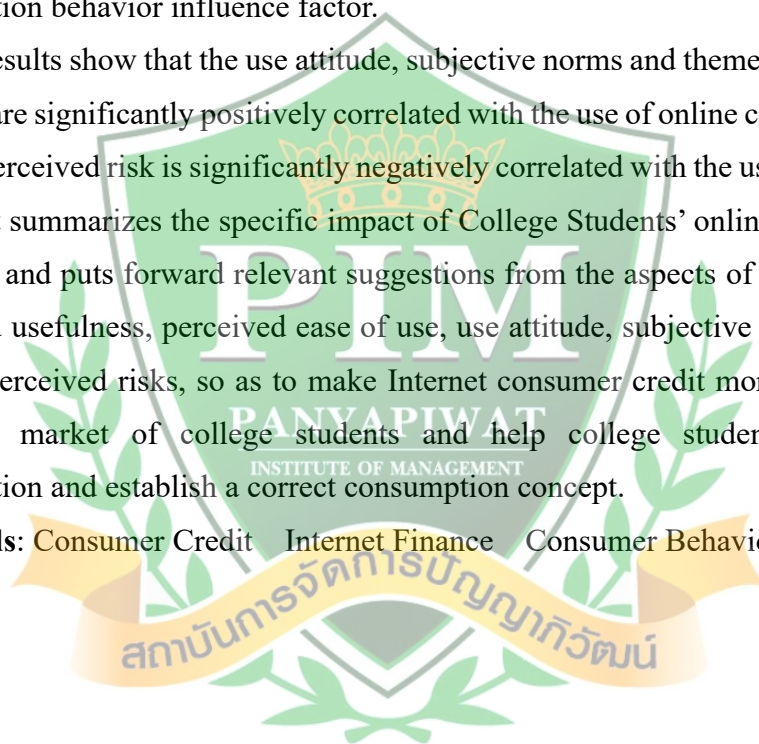 tion behavior influence factor.
esults show that the use attitude, subjective norms and theme
are significantly positively correlated with the use of online c
erceived risk is significantly negatively correlated with the us
t summarizes the specific impact of College Students’ onlin
and puts forward relevant suggestions from the aspects of
usefulness, perceived ease of use, use attitude, subjective
erceived risks, so as to make Internet consumer credit mor
market of college students and help college studen
tion and establish a correct consumption concept.
ls: Consumer Credit Internet Finance Consumer Behavio
PIM
PANYAPIWAT
INSTITUTE OF MANAGEMENT
สถาบันการจัดการปัญญาภิวัฒน์